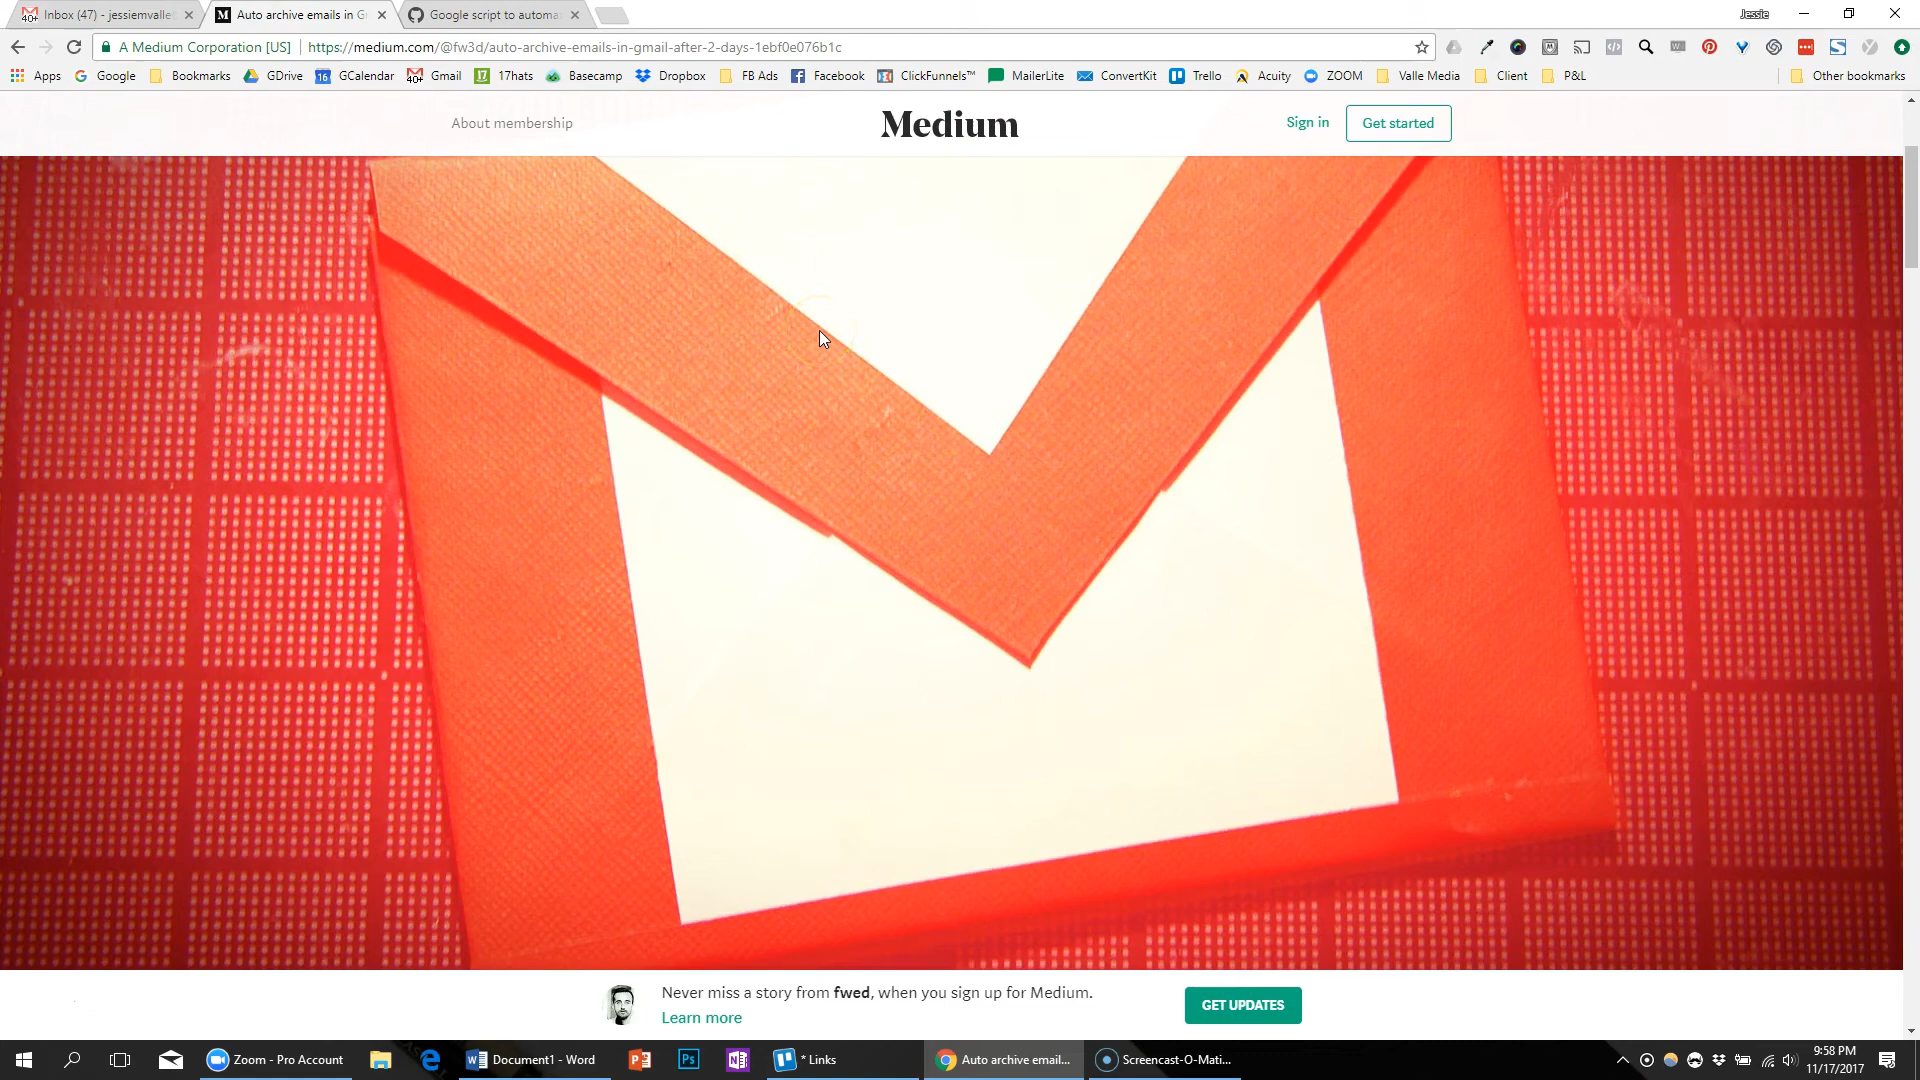 Inbox (47) - jessiemvalle
Auto archive emails in G
Google script to automa
Jessie
A Medium Corporation [US]
https://medium.com/@fw3d/auto-archive-emails-in-gmail-after-2-days-1ebf0e076b1c
Apps
Google
Bookmarks
GDrive
GCalendar
Gmail
17hats
Basecamp
Dropbox
FB Ads
Facebook
ClickFunnels™
MailerLite
ConvertKit
Trello
Acuity
ZOOM
Valle Media
Client
P&L
Other bookmarks
About membership
Medium
Sign in
Get started
Never miss a story from fwed, when you sign up for Medium.
Learn more
GET UPDATES
Zoom - Pro Account
Document1 - Word
* Links
Auto archive email...
Screencast-O-Mati...
9:58 PM
11/17/2017